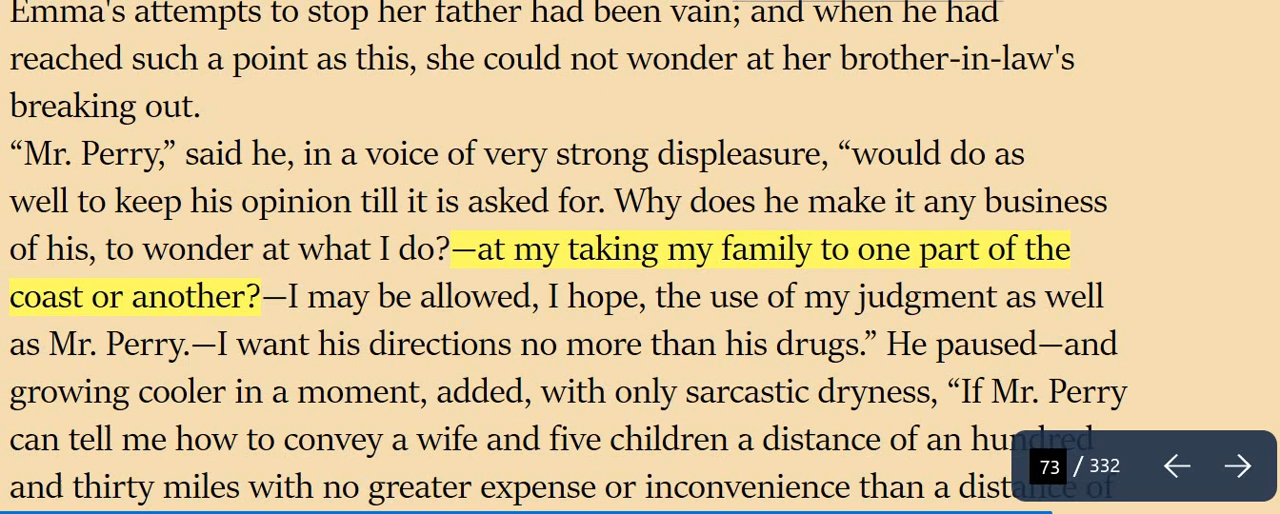 Emma's attempts to stop her father had been vain; and when he had
reached such a point as this, she could not wonder at her brother-in-law's
breaking out.
“Mr. Perry,” said he, in a voice of very strong displeasure, “would do as
well to keep his opinion till it is asked for. Why does he make it any business
of his, to wonder at what I do?—at my taking my family to one part of the
coast or another?—I may be allowed, I hope, the use of my judgment as well
as Mr. Perry.—I want his directions no more than his drugs.” He paused—and
growing cooler in a moment, added, with only sarcastic dryness, “If Mr. Perry
can tell me how to convey a wife and five children a distance of an hundred
and thirty miles with no greater expense or inconvenience than a distance of
73 / 332